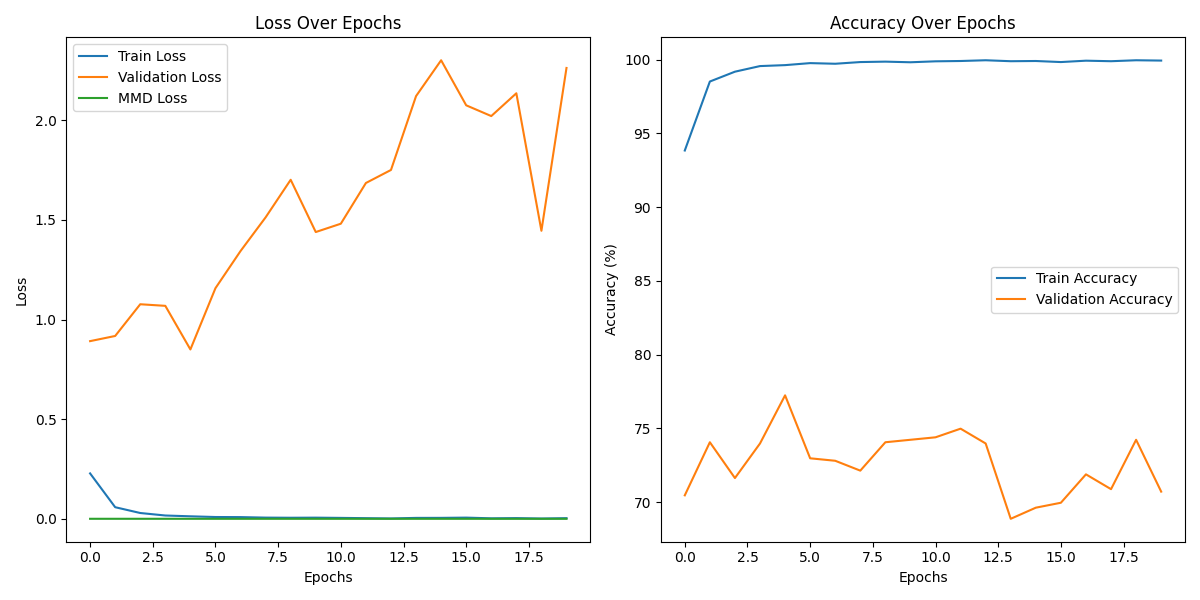 Loss Over Epochs
Train Loss
Validation Loss
MMD Loss
2.0
1.5
1.0
0.5
0.0
Loss
0.0 2.5 5.0 7.5 10.0 12.5 15.0 17.5
Epochs
Accuracy Over Epochs
100
95
90
85
80
75
70
Accuracy (%)
Train Accuracy
Validation Accuracy
0.0 2.5 5.0 7.5 10.0 12.5 15.0 17.5
Epochs